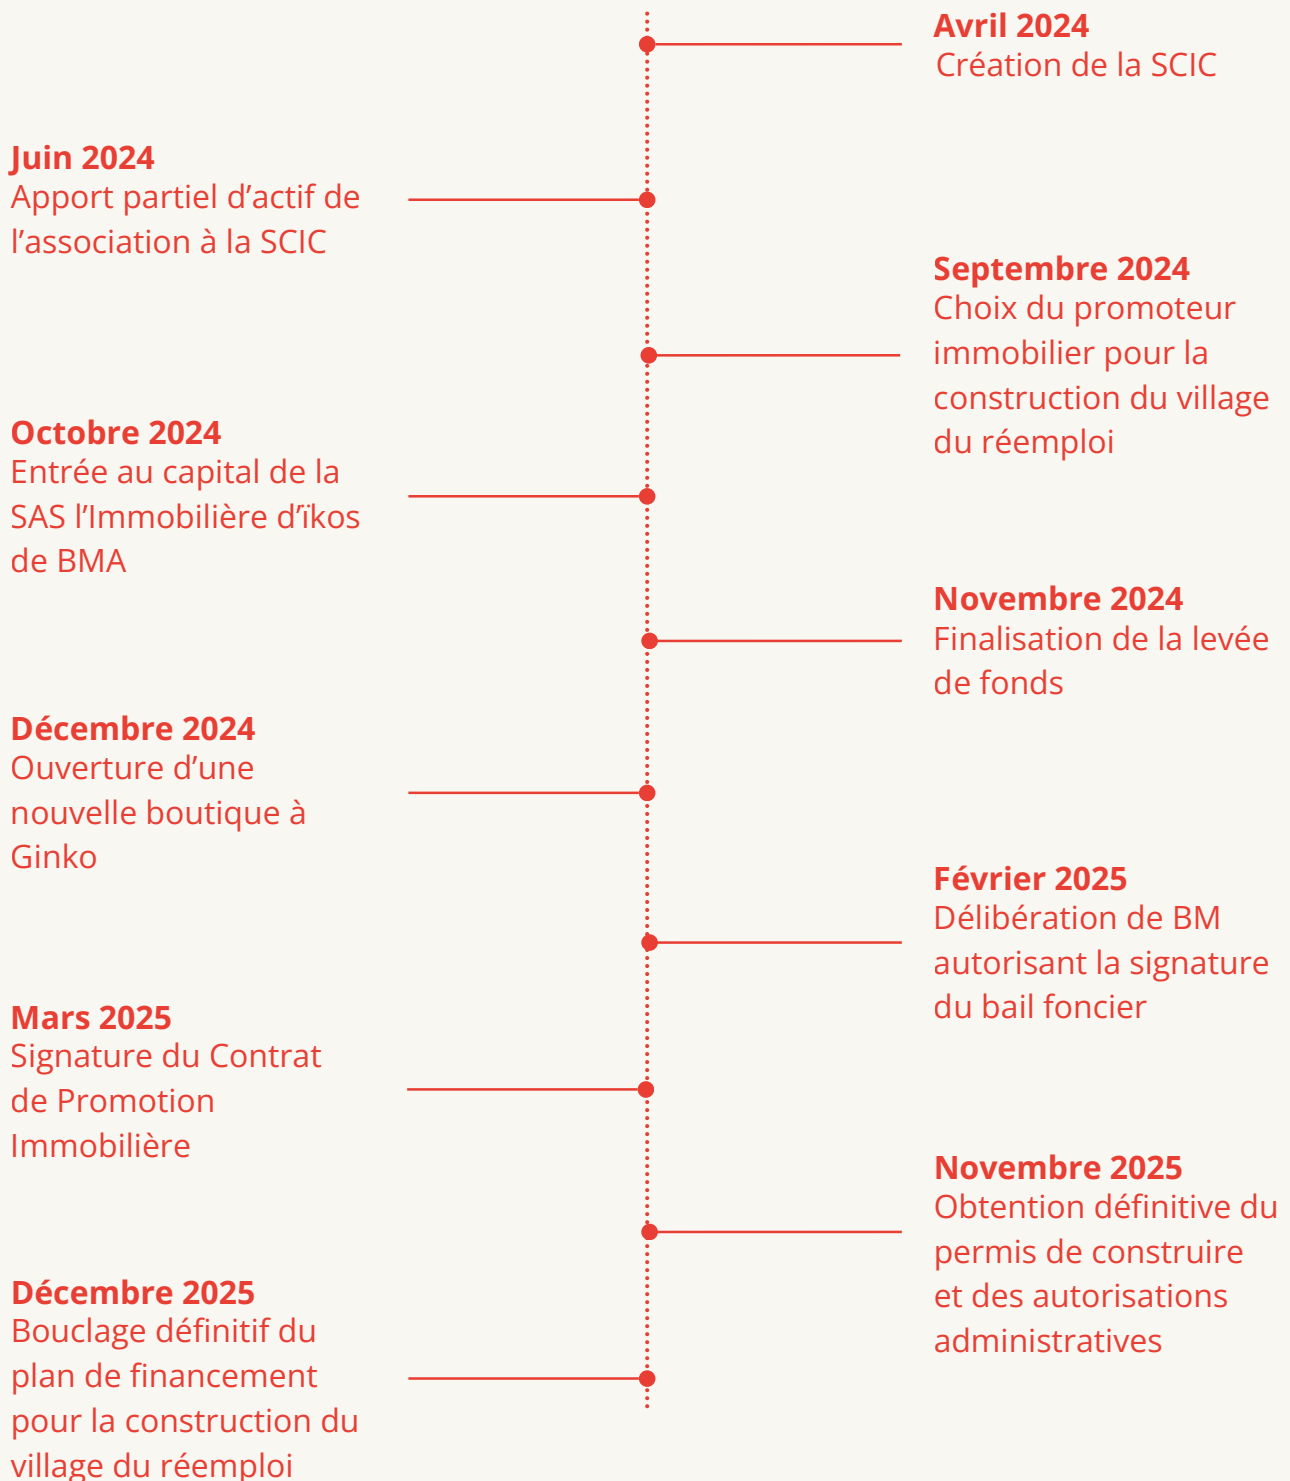 Avril 2024
Création de la SCIC
Juin 2024
Apport partiel d’actif de
l’association à la SCIC
Septembre 2024
Choix du promoteur
immobilier pour la
construction du village
du réemploi
Octobre 2024
Entrée au capital de la
SAS l’Immobilière d’ïkos
de BMA
Novembre 2024
Finalisation de la levée
de fonds
Décembre 2024
Ouverture d’une
nouvelle boutique à
Ginko
Février 2025
Délibération de BM
autorisant la signature
du bail foncier
Mars 2025
Signature du Contrat
de Promotion
Immobilière
Novembre 2025
Obtention définitive du
permis de construire
et des autorisations
administratives
Décembre 2025
Bouclage définitif du
plan de financement
pour la construction du
village du réemploi